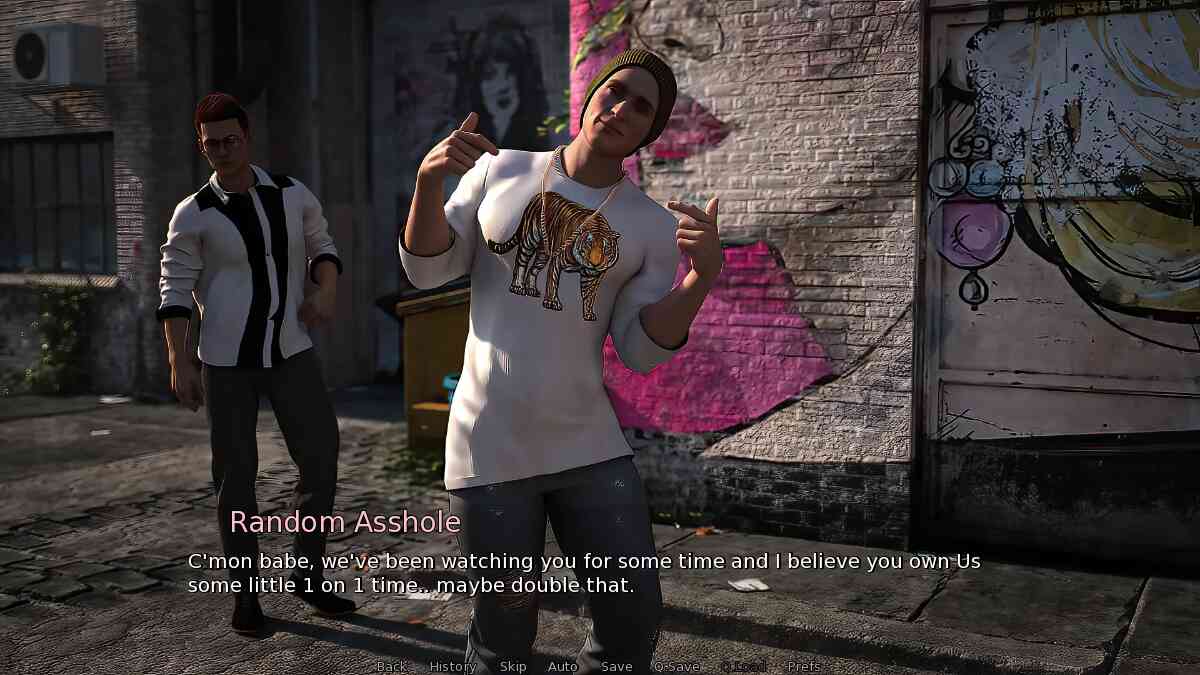 Random Asshole
C'mon babe, we've been watching you for some time and I believe you own Us
some little 1 on 1 time...maybe double that.
Back History Skip Auto Save Q.Save Q.Load Prefs